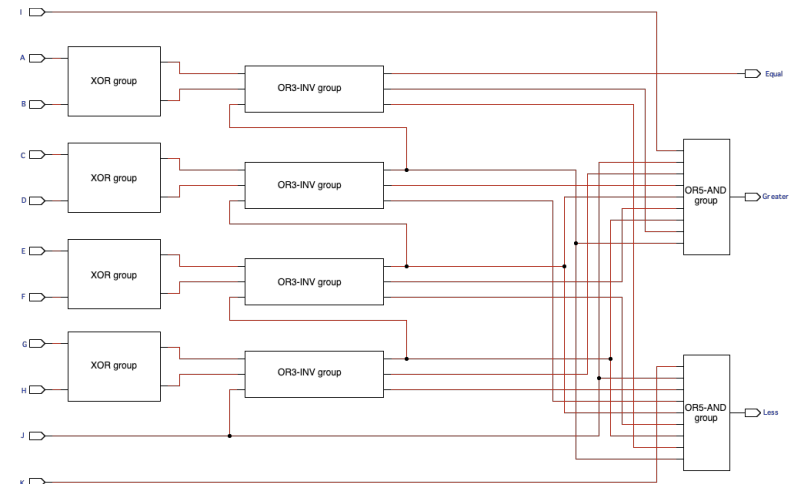 I
A
XOR group
OR3-INV group
Equal
B
C
XOR group
OR3-INV group
D
OR5-AND
group
Greater
E
XOR group
OR3-INV group
F
G
XOR group
OR3-INV group
H
OR5-AND
group
Less
J
K